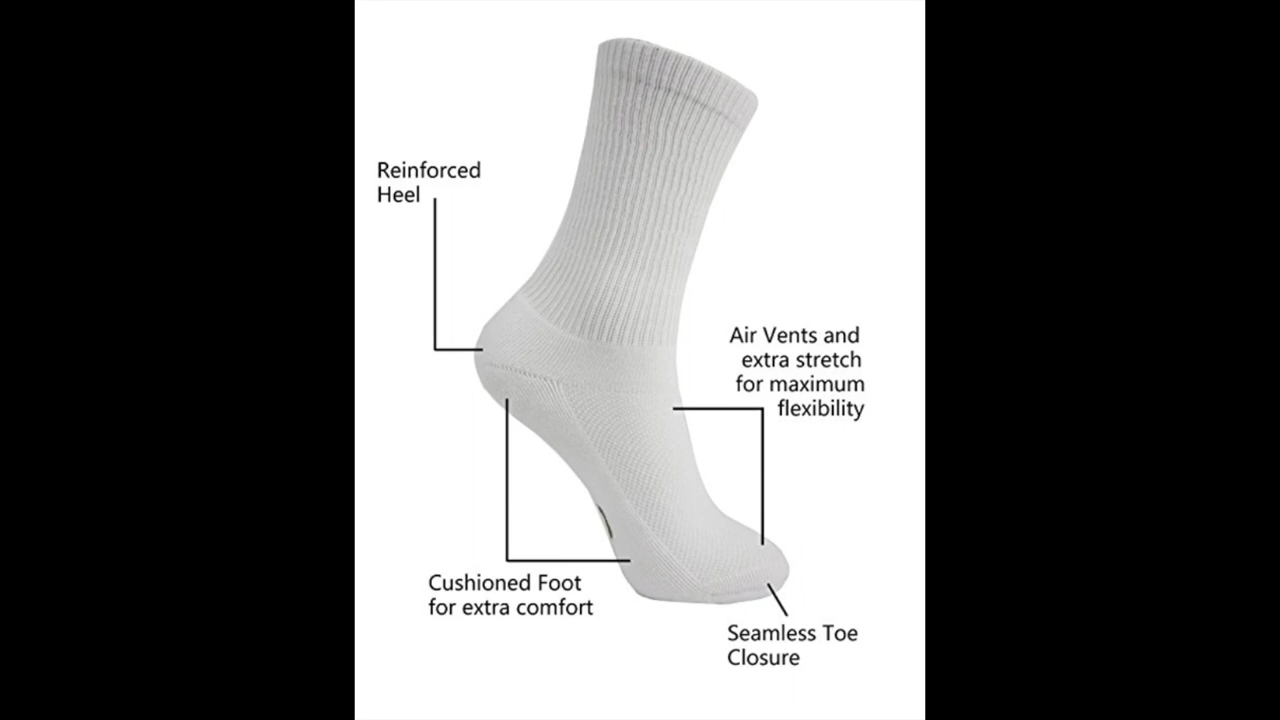 Reinforced
Heel
Air Vents and
extra stretch
for maximum
flexibility
Cushioned Foot
for extra comfort
Seamless Toe
Closure